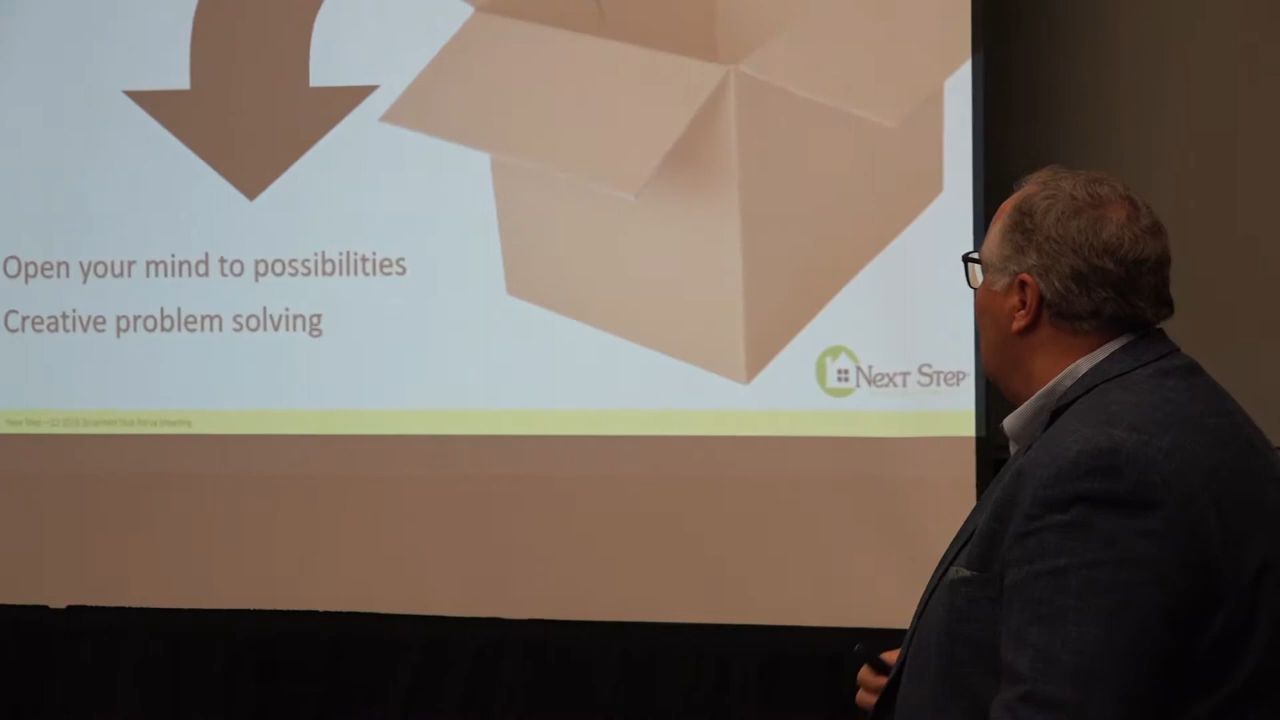 Open your mind to possibilities
Creative problem solving
Next Step